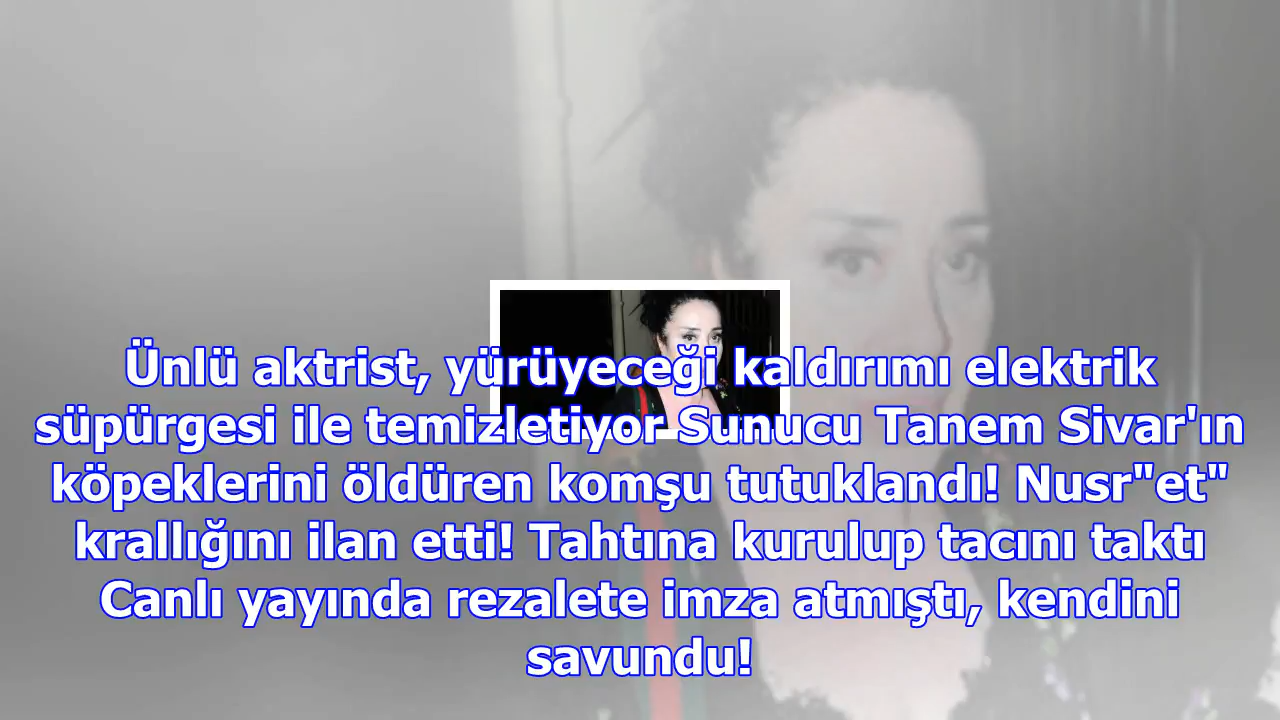 Ünlü aktrist, yürüyeceği kaldırımı elektrik
süpürgesi ile temizletiyor Sunucu Tanem Sivar'ın
köpeklerini öldüren komşu tutuklandı! Nusr"et"
krallığını ilan etti! Tahtına kurulup tacını taktı
Canlı yayında rezalete imza atmıştı, kendini
savundu!